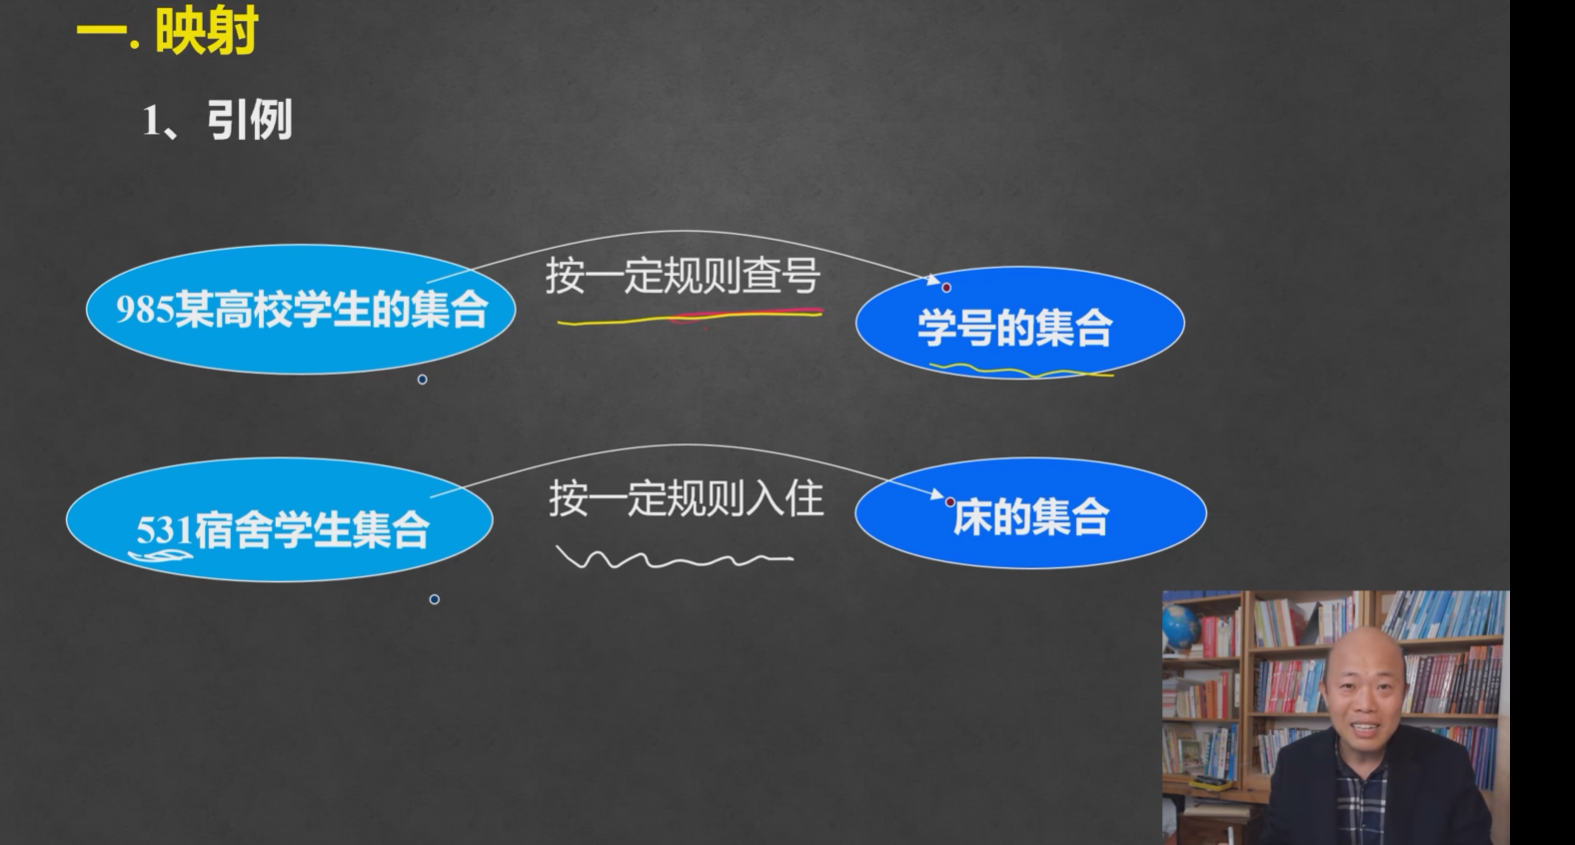 一. 映射
1、引例
985某高校学生的集合
按一定规则查号
学号的集合
531宿舍学生集合
按一定规则入住
床的集合